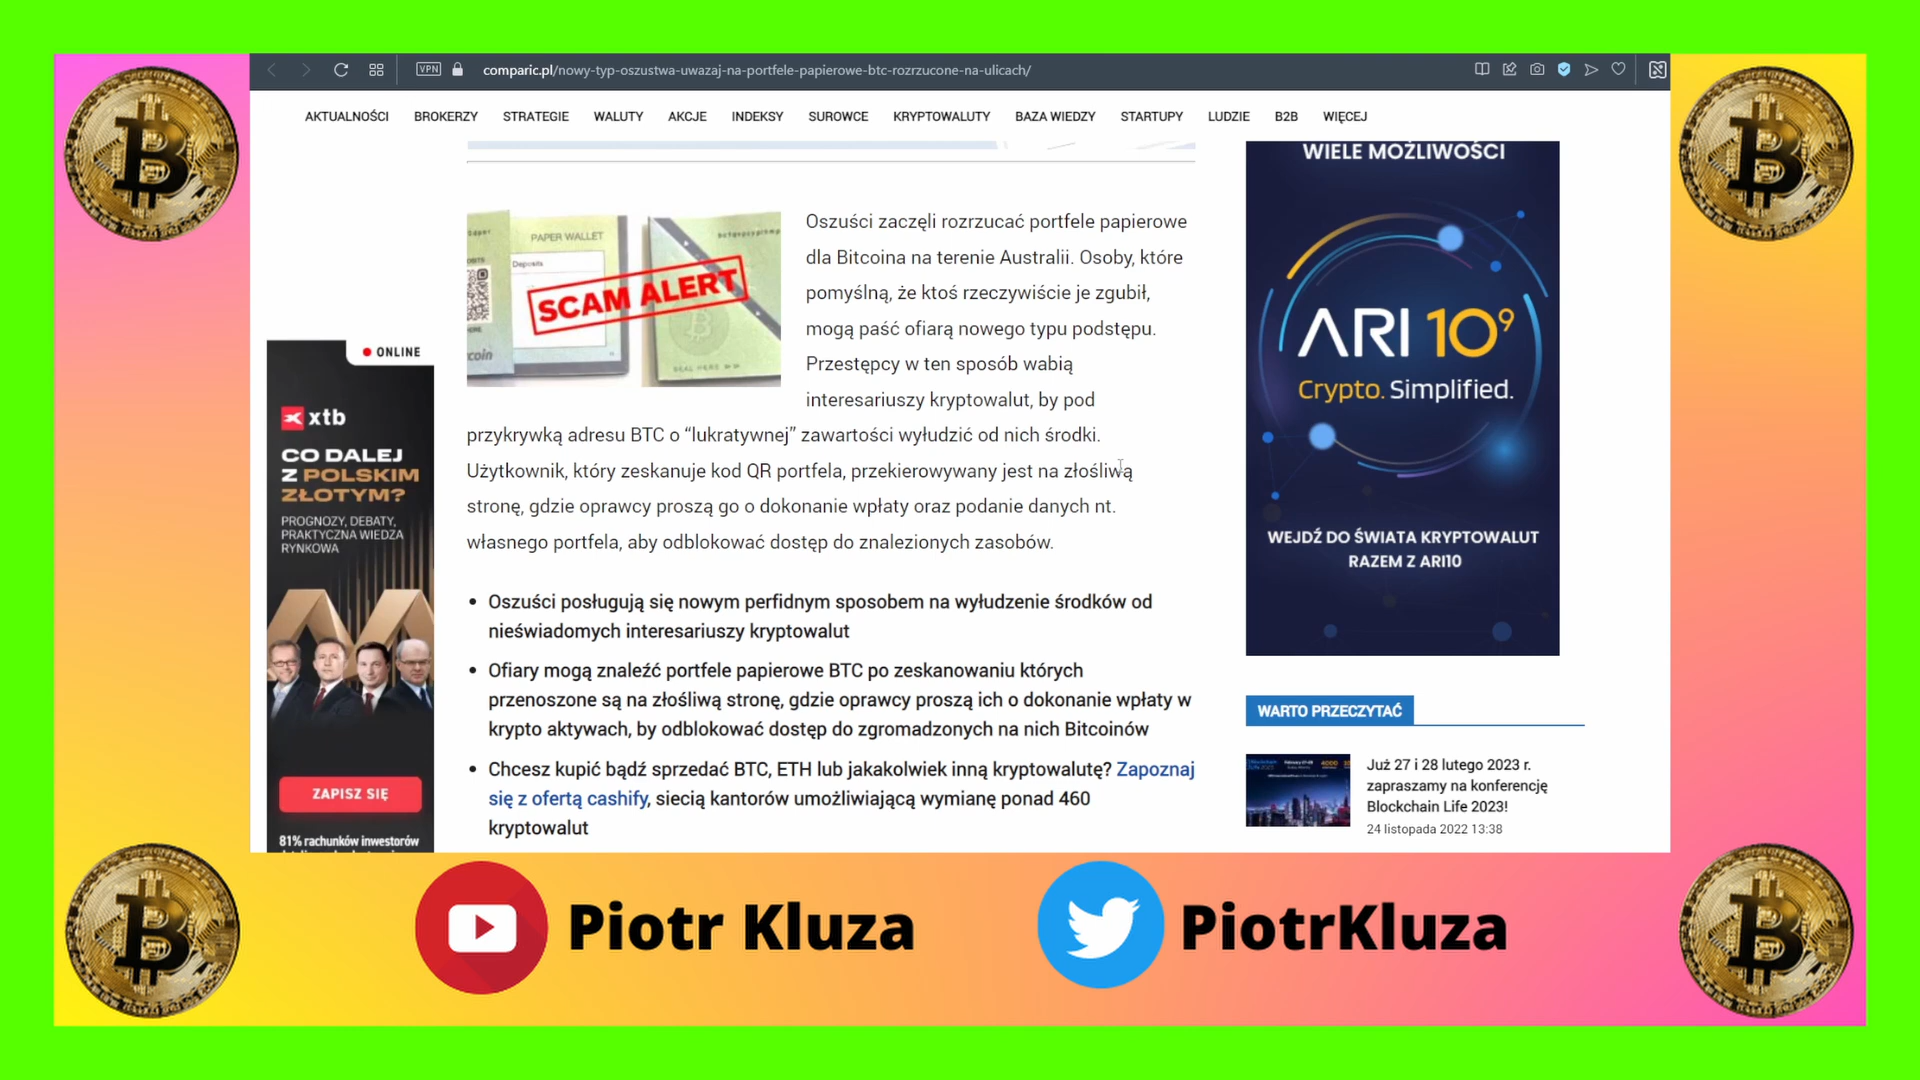 VPN
comparic.pl/nowy-typ-oszustwa-uwazaj-na-portfele-papierowe-btc-rozrzucone-na-ulicach/
AKTUALNOŚCI BROKERZY STRATEGIE WALUTY AKCJE INDEKSY SUROWCE KRYPTOWALUTY BAZA WIEDZY STARTUPY LUDZIE B2B WIĘCEJ
PAPER WALLET
Deposits
SCAM ALERT
Oszuści zaczęli rozrzucać portfele papierowe
dla Bitcoina na terenie Australii. Osoby, które
pomyślną, że ktoś rzeczywiście je zgubił,
mogą paść ofiarą nowego typu podstępu.
Przestępcy w ten sposób wabią
interesariuszy kryptowalut, by pod
przykrywką adresu BTC o “lukratywnej” zawartości wyłudzić od nich środki.
Użytkownik, który zeskanuje kod QR portfela, przekierowywany jest na złośliwą
stronę, gdzie oprawcy proszą go o dokonanie wpłaty oraz podanie danych nt.
własnego portfela, aby odblokować dostęp do znalezionych zasobów.
• Oszuści posługują się nowym perfidnym sposobem na wyłudzenie środków od
nieświadomych interesariuszy kryptowalut
• Ofiary mogą znaleźć portfele papierowe BTC po zeskanowaniu których
przenoszone są na złośliwą stronę, gdzie oprawcy proszą ich o dokonanie wpłaty w
krypto aktywach, by odblokować dostęp do zgromadzonych na nich Bitcoinów
• Chcesz kupić bądź sprzedać BTC, ETH lub jakakolwiek inną kryptowalutę? Zapoznaj
się z ofertą cashify, siecią kantorów umożliwiającą wymianę ponad 460
kryptowalut
ONLINE
xtb
CO DALEJ
Z POLSKIM
ZŁOTYM?
PROGNOZY, DEBATY,
PRAKTYCZNA WIEDZA
RYNKOWA
ZAPISZ SIĘ
81% rachunków inwestorów
WIELE MOŻLIWOŚCI
ARI 10⁹
Crypto. Simplified.
WEJDŹ DO ŚWIATA KRYPTOWALUT
RAZEM Z ARI10
WARTO PRZECZYTAĆ
Już 27 i 28 lutego 2023 r.
zapraszamy na konferencję
Blockchain Life 2023!
24 listopada 2022 13:38
Piotr Kluza
PiotrKluza